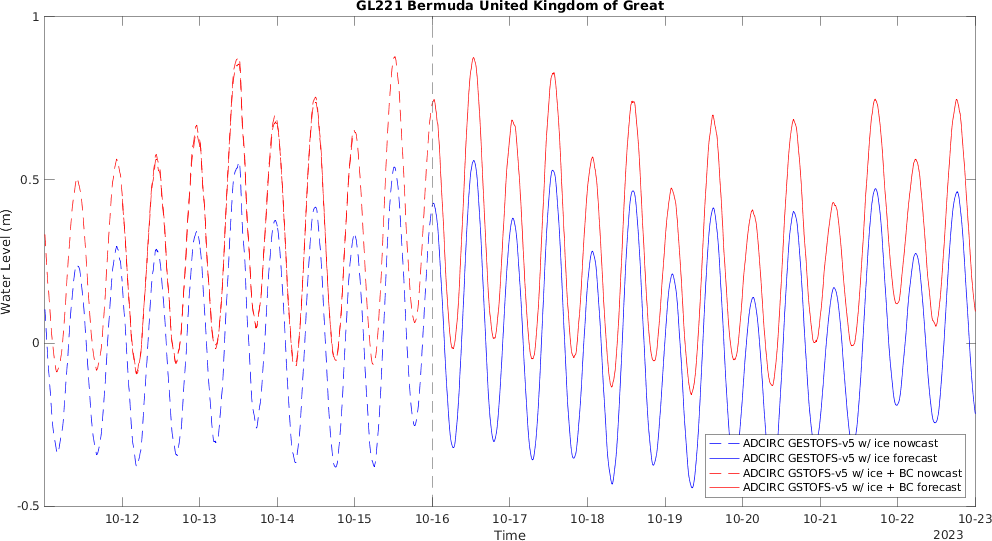 GL221 Bermuda United Kingdom of Great
1
0.5
0
-0.5
Water Level (m)
10-12 10-13 10-14 10-15 10-16 10-17 10-18 10-19 10-20 10-21 10-22 10-23
Time
2023
ADCIRC GESTOFS-v5 w/ ice nowcast
ADCIRC GESTOFS-v5 w/ ice forecast
ADCIRC GSTOFS-v5 w/ ice + BC nowcast
ADCIRC GSTOFS-v5 w/ ice + BC forecast